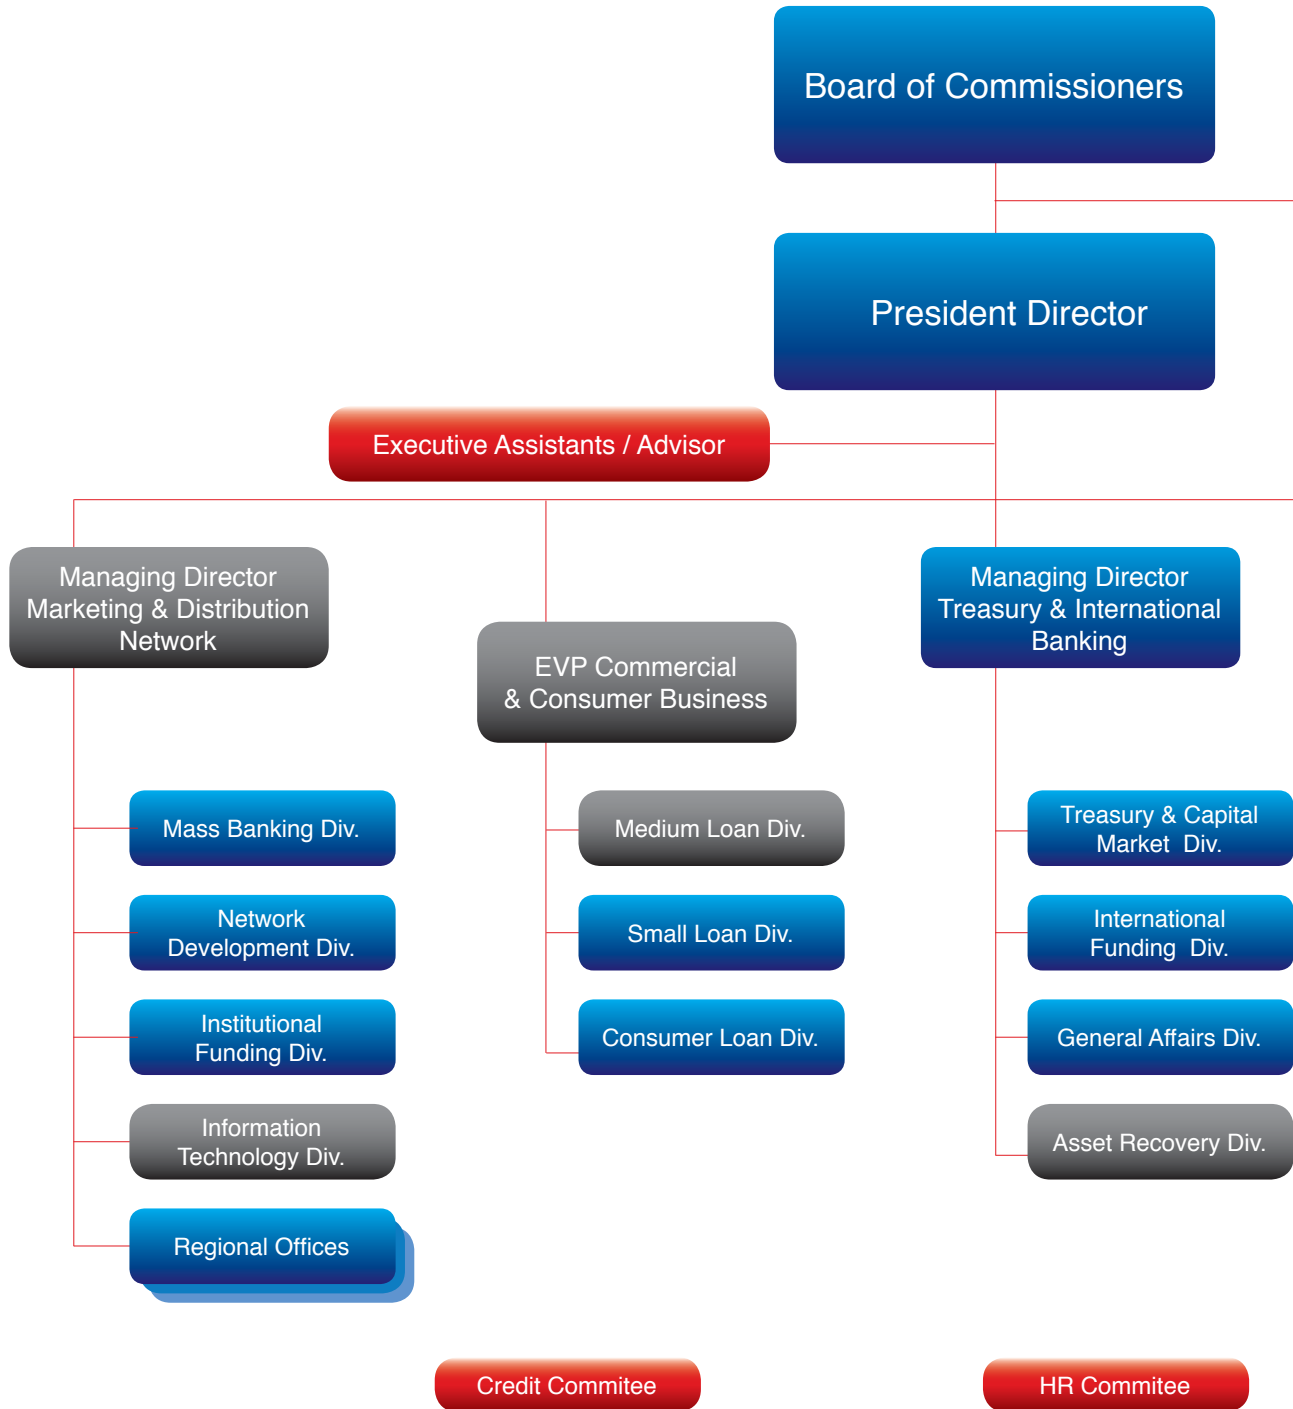 Board of Commissioners
President Director
Executive Assistants / Advisor
Managing Director
Marketing & Distribution
Network
EVP Commercial
& Consumer Business
Managing Director
Treasury & International
Banking
Mass Banking Div.
Network
Development Div.
Institutional
Funding Div.
Information
Technology Div.
Regional Offices
Medium Loan Div.
Small Loan Div.
Consumer Loan Div.
Treasury & Capital
Market Div.
International
Funding Div.
General Affairs Div.
Asset Recovery Div.
Credit Commitee
HR Commitee